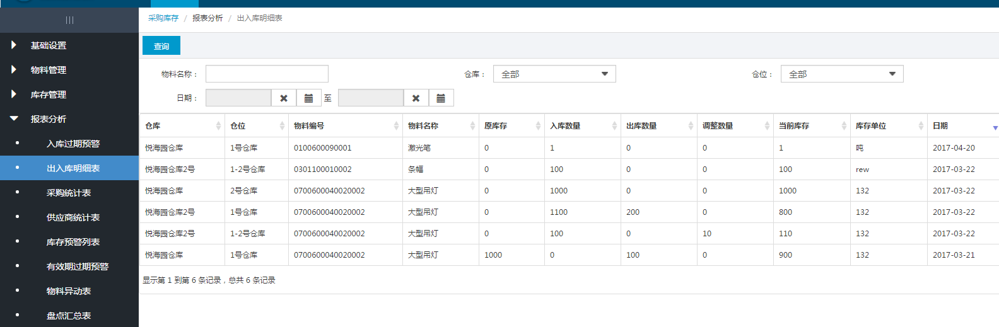 采购库存 / 报表分析 / 出入库明细表
基础设置
物料管理
库存管理
报表分析
入库过期预警
出入库明细表
采购统计表
供应商统计表
库存预警列表
有效期过期预警
物料异动表
盘点汇总表
查询
物料名称： 仓库： 全部 仓位： 全部
日期： 至
仓库 仓位 物料编号 物料名称 原库存 入库数量 出库数量 调整数量 当前库存 库存单位 日期
悦海园仓库 1号仓库 0100600090001 激光笔 0 1 0 0 1 吨 2017-04-20
悦海园仓库2号 1-2号仓库 0301100010002 条幅 0 100 0 0 100 rew 2017-03-22
悦海园仓库 2号仓库 0700600040020002 大型吊灯 0 1000 0 0 1000 132 2017-03-22
悦海园仓库2号 1号仓库 0700600040020002 大型吊灯 0 1100 200 0 800 132 2017-03-22
悦海园仓库2号 1-2号仓库 0700600040020002 大型吊灯 0 100 0 10 110 132 2017-03-22
悦海园仓库 1号仓库 0700600040020002 大型吊灯 1000 0 100 0 900 132 2017-03-21
显示第 1 到第 6 条记录，总共 6 条记录